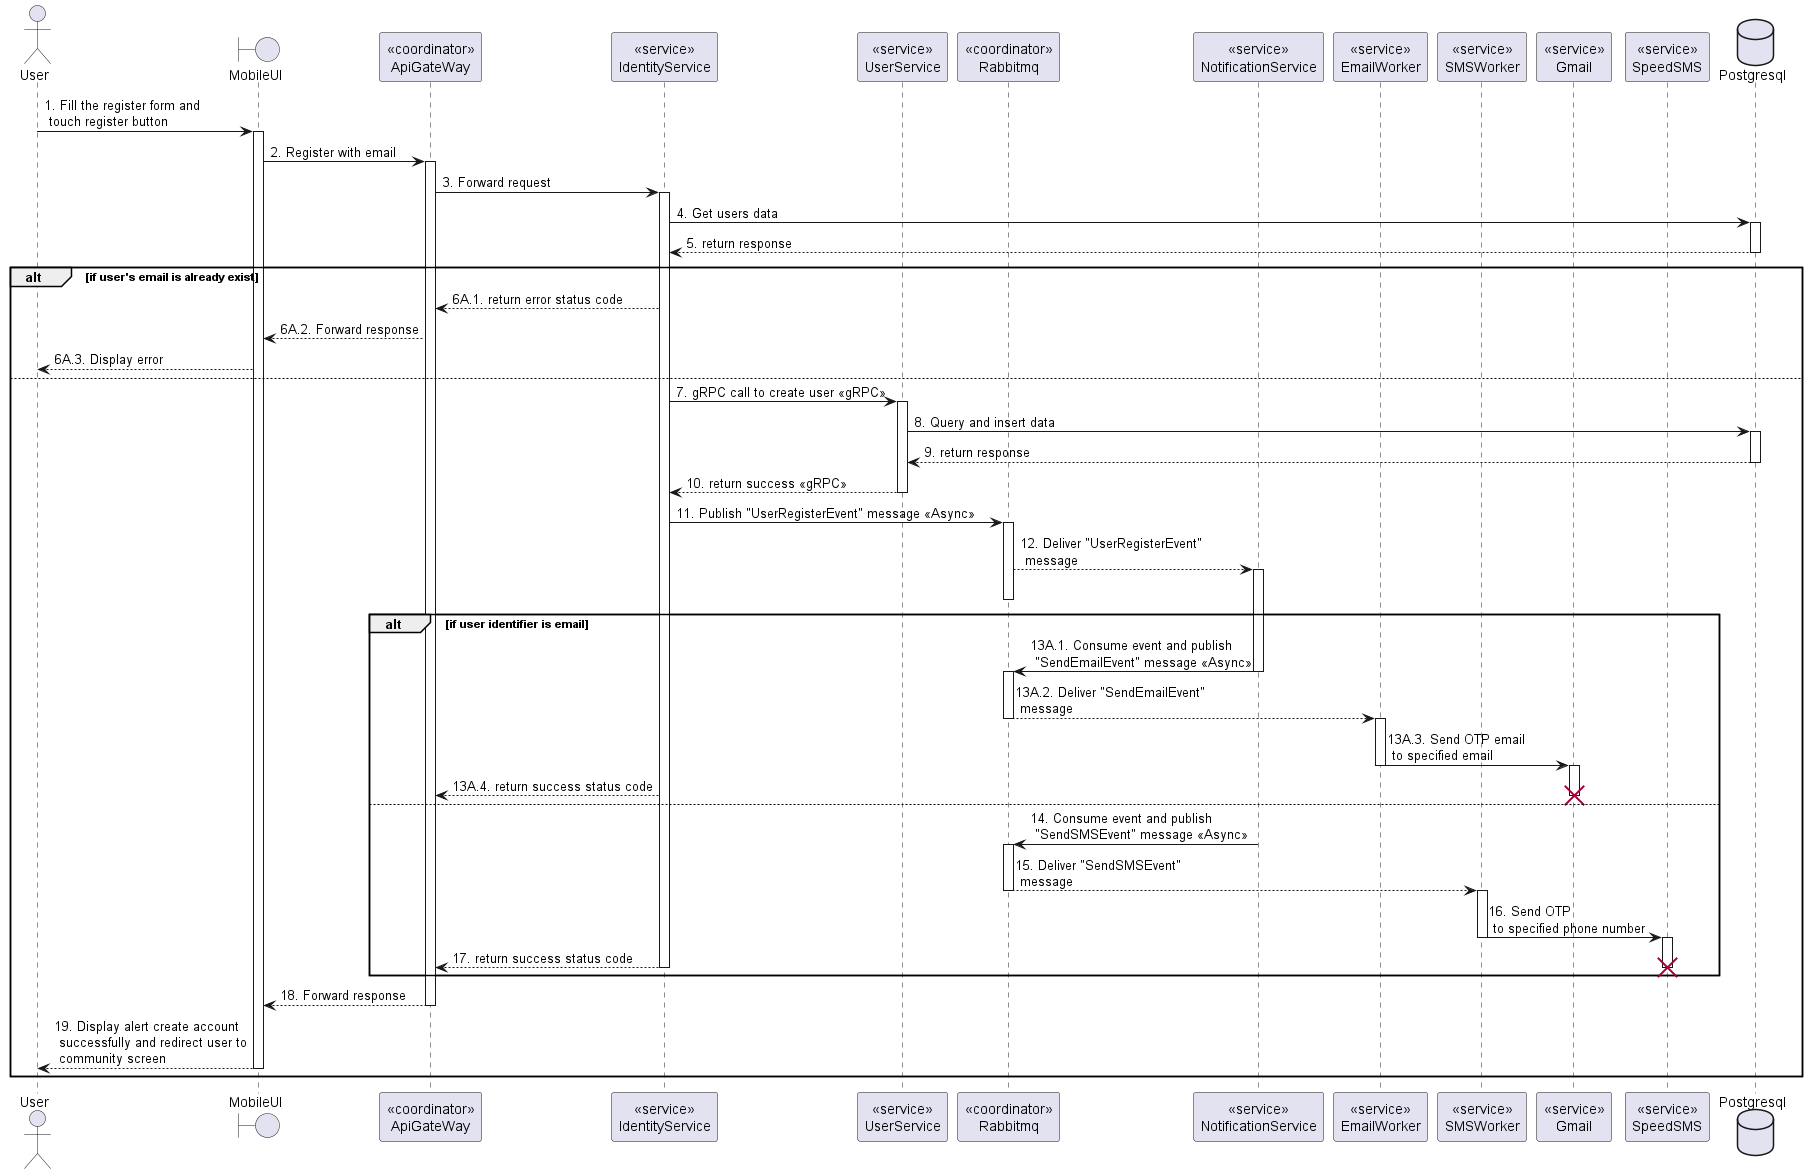 User
MobileUI
«coordinator»
ApiGateWay
«service»
IdentityService
«service»
UserService
«coordinator»
Rabbitmq
«service»
NotificationService
«service»
EmailWorker
«service»
SMSWorker
«service»
Gmail
«service»
SpeedSMS
Postgresql
1. Fill the register form and
touch register button
2. Register with email
3. Forward request
4. Get users data
5. return response
alt [if user's email is already exist]
6A.1. return error status code
6A.2. Forward response
6A.3. Display error
7. gRPC call to create user «gRPC»
8. Query and insert data
9. return response
10. return success «gRPC»
11. Publish "UserRegisterEvent" message «Async»
12. Deliver "UserRegisterEvent"
message
alt [if user identifier is email]
13A.1. Consume event and publish
"SendEmailEvent" message «Async»
13A.2. Deliver "SendEmailEvent"
message
13A.3. Send OTP email
to specified email
13A.4. return success status code
14. Consume event and publish
"SendSMSEvent" message «Async»
15. Deliver "SendSMSEvent"
message
16. Send OTP
to specified phone number
17. return success status code
18. Forward response
19. Display alert create account
successfully and redirect user to
community screen
User
MobileUI
«coordinator»
ApiGateWay
«service»
IdentityService
«service»
UserService
«coordinator»
Rabbitmq
«service»
NotificationService
«service»
EmailWorker
«service»
SMSWorker
«service»
Gmail
«service»
SpeedSMS
Postgresql